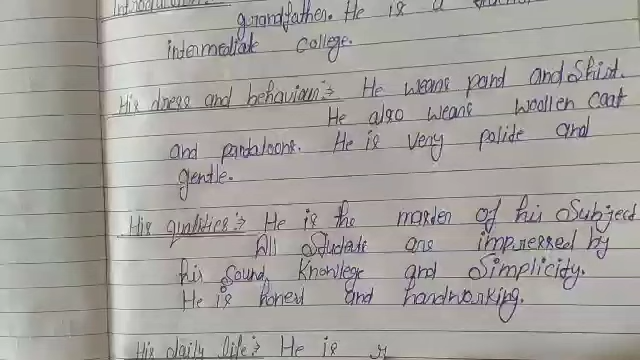 Introduction
grandfather. He is a
intermediate college.
His dress and behaviour:→ He wears pand and Shirt.
He also wears woollen coat
and pantaloons. He is very polite and
gentle.
His qualities:→ He is the master of his Subject
All Students are impressed by
his Sound, Knowlege and Simplicity.
He is honest and hardworking.
His daily life:→ He is